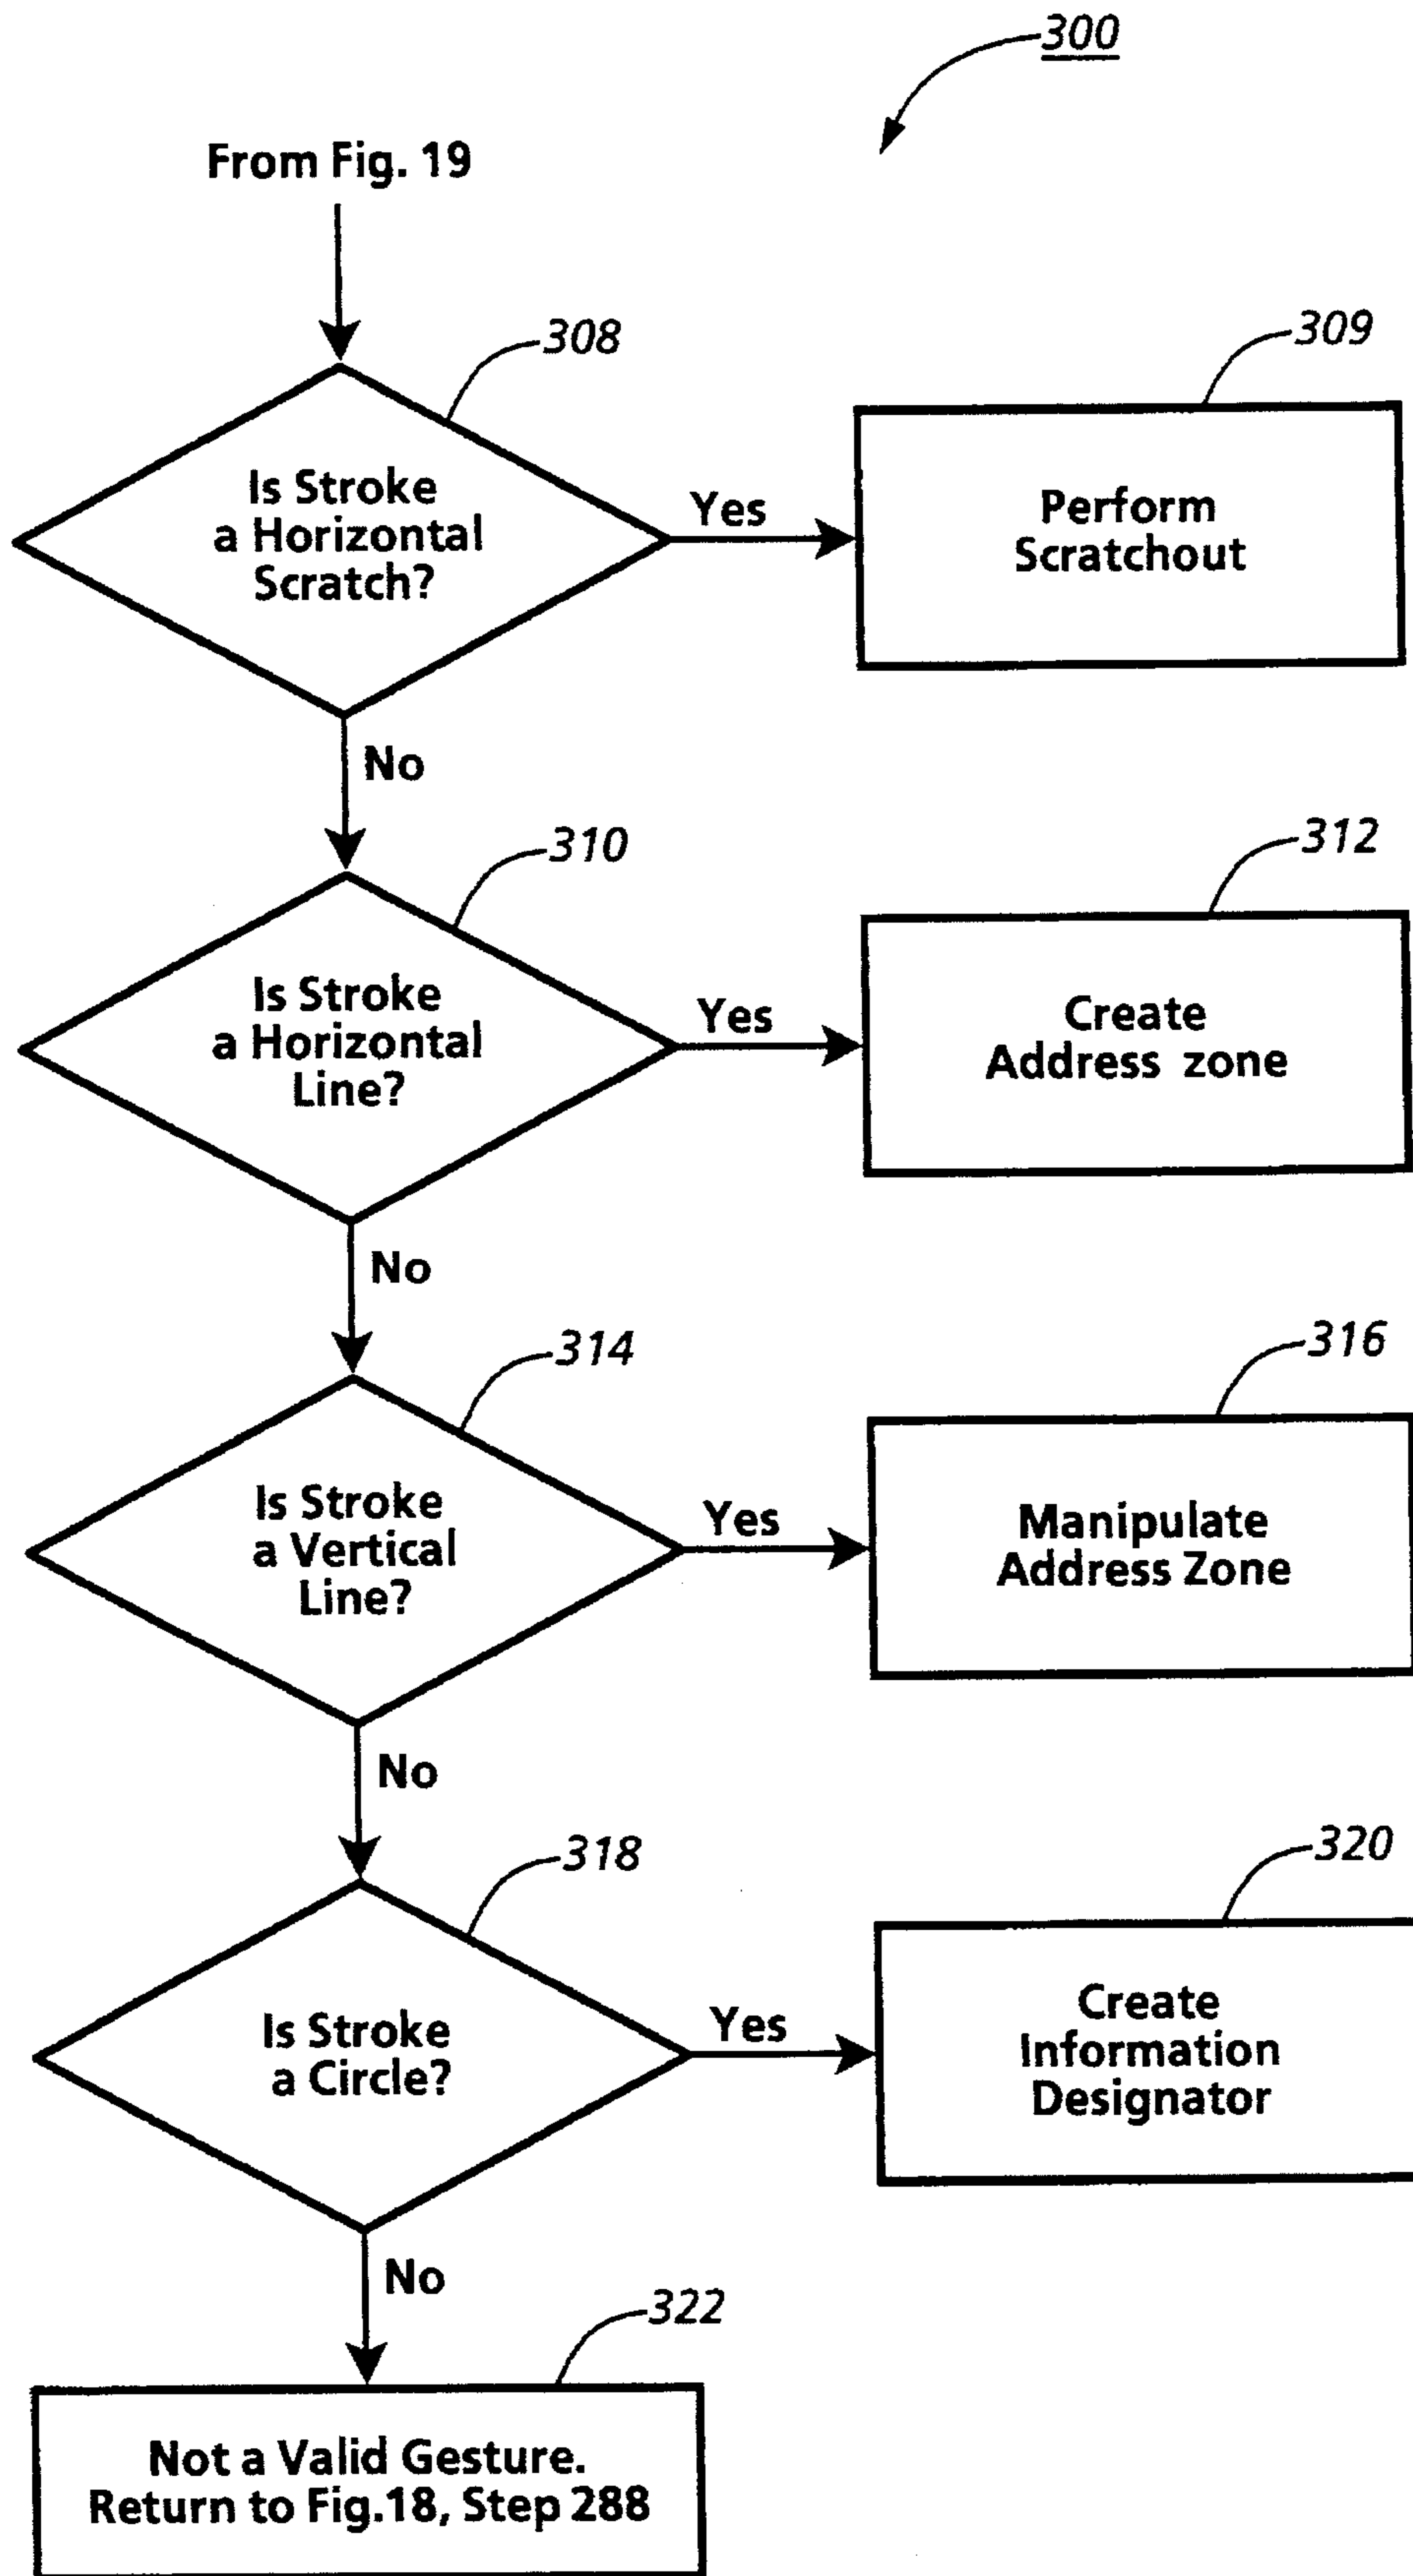 300
From Fig. 19
308
309
Is Stroke
a Horizontal
Scratch?
Yes
Perform
Scratchout
No
310
312
Is Stroke
a Horizontal
Line?
Yes
Create
Address zone
No
314
316
Is Stroke
a Vertical
Line?
Yes
Manipulate
Address Zone
No
318
320
Is Stroke
a Circle?
Yes
Create
Information
Designator
No
322
Not a Valid Gesture.
Return to Fig.18, Step 288